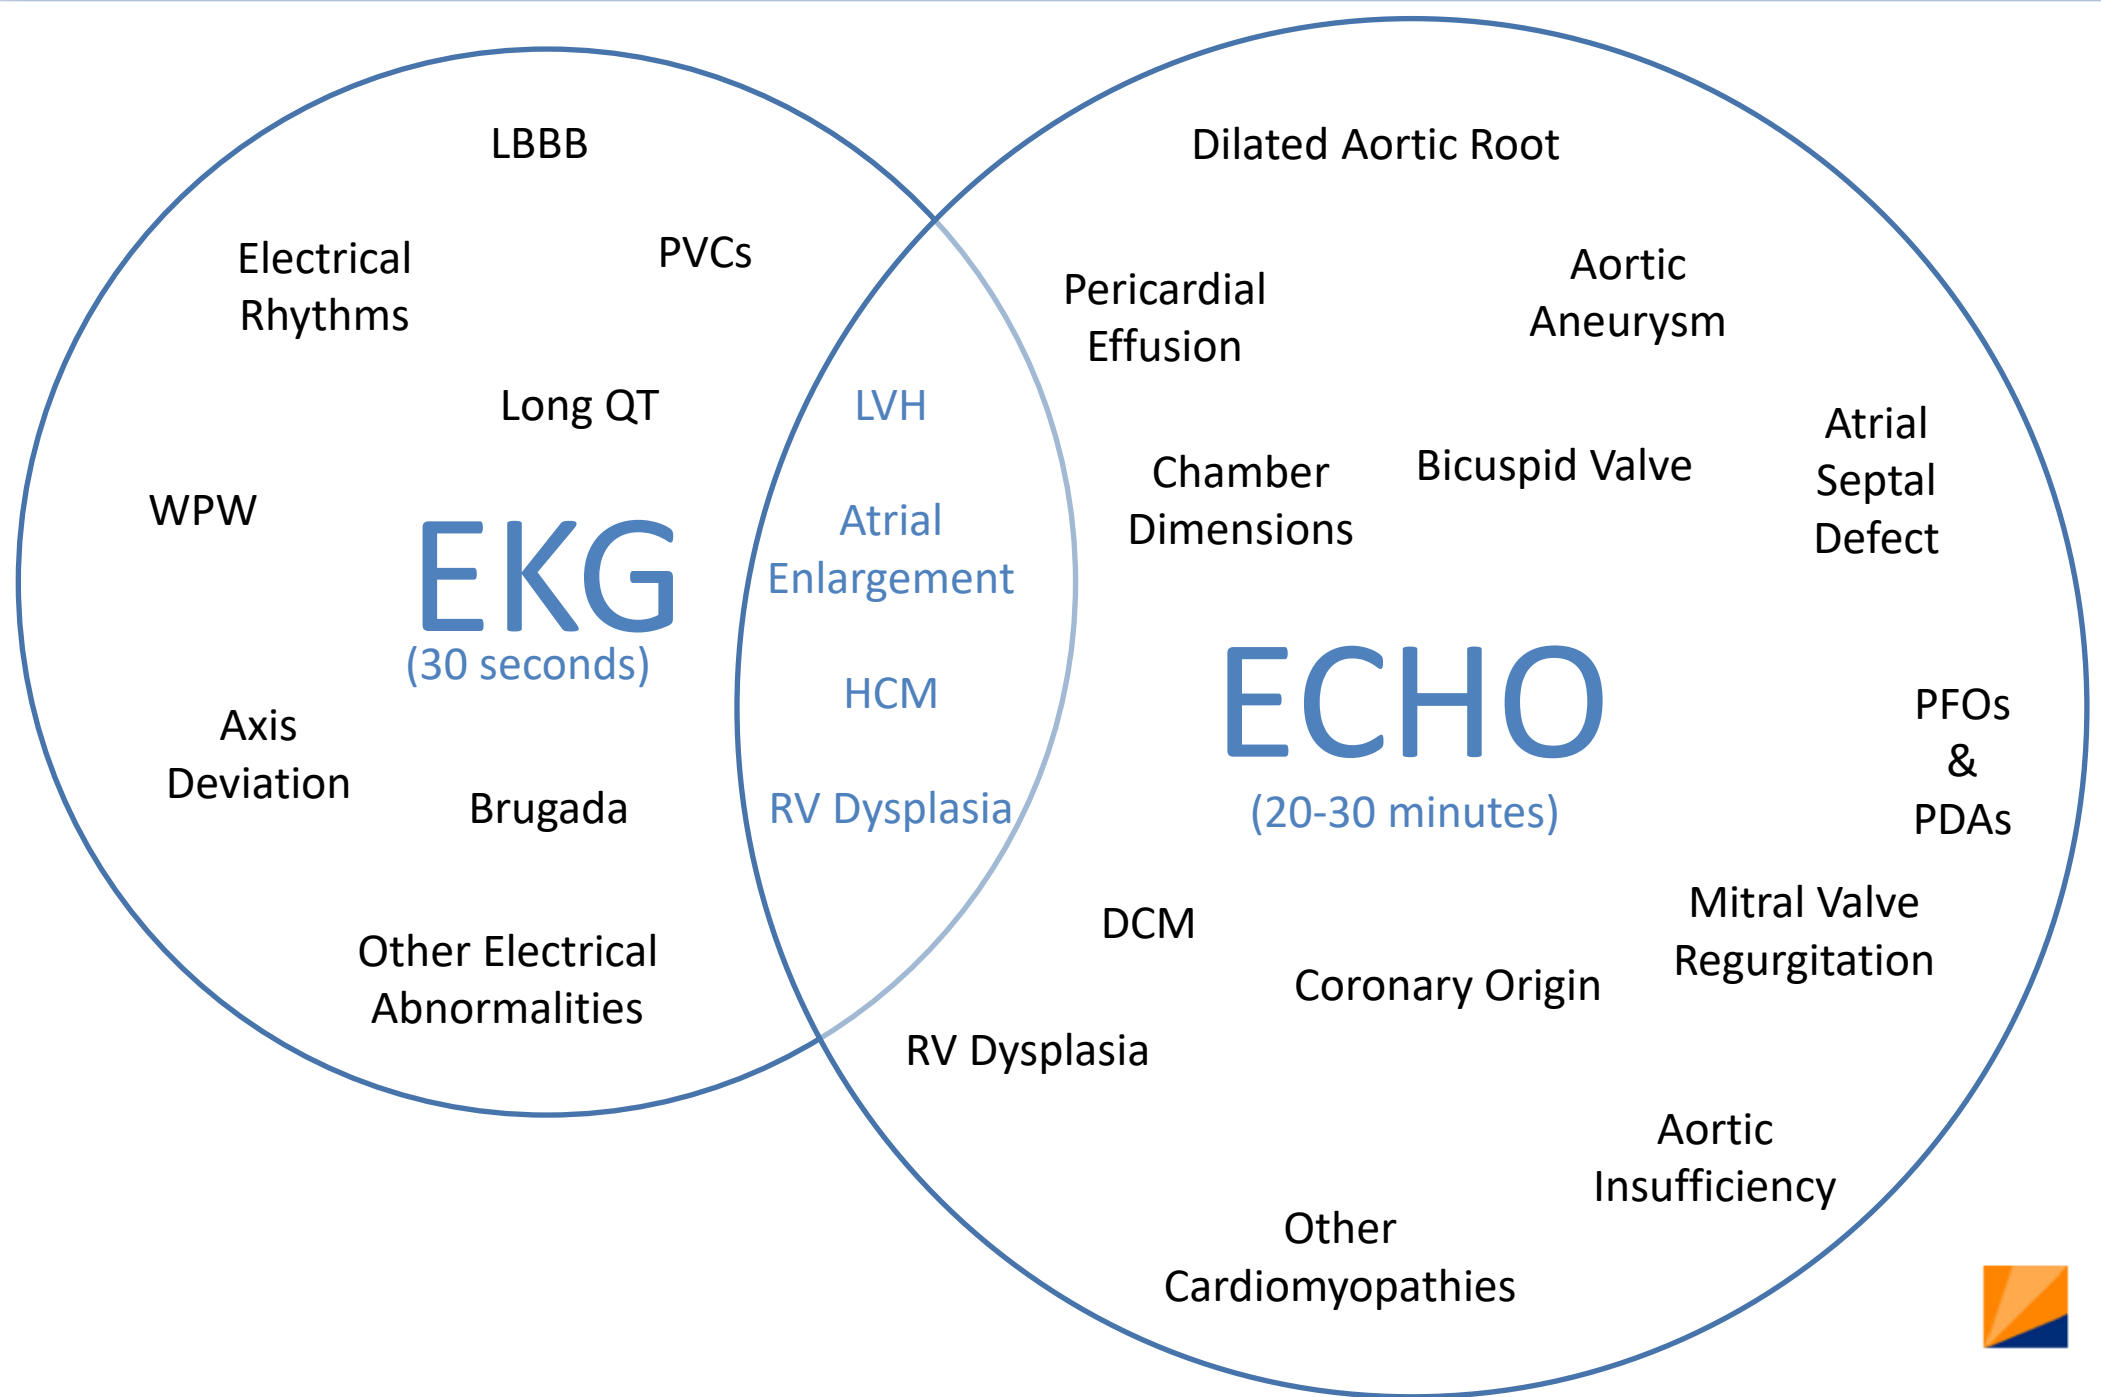 LBBB
Electrical
Rhythms
PVCs
Long QT
WPW
EKG
(30 seconds)
Axis
Deviation
Brugada
Other Electrical
Abnormalities
LVH
Atrial
Enlargement
HCM
RV Dysplasia
Dilated Aortic Root
Pericardial
Effusion
Aortic
Aneurysm
Chamber
Dimensions
Bicuspid Valve
Atrial
Septal
Defect
ECHO
(20-30 minutes)
PFOs
&
PDAs
DCM
Coronary Origin
Mitral Valve
Regurgitation
RV Dysplasia
Aortic
Insufficiency
Other
Cardiomyopathies